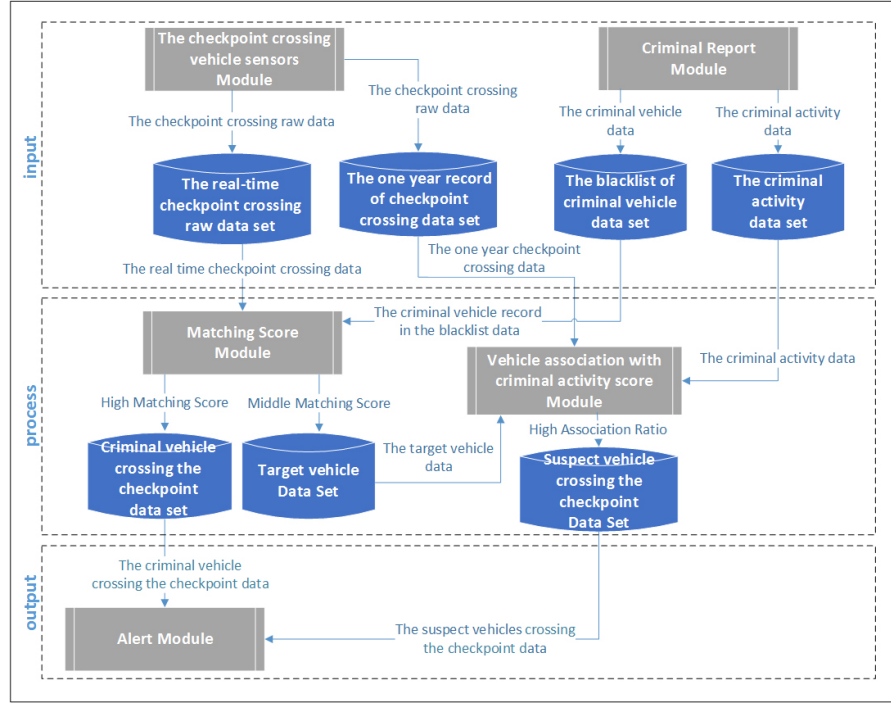 input
The checkpoint crossing
vehicle sensors
Module
Criminal Report
Module
The checkpoint crossing
raw data
The criminal vehicle
data
The criminal activity
data
The checkpoint crossing raw data
The real-time
checkpoint crossing
raw data set
The one year record
of checkpoint
crossing data set
The blacklist of
criminal vehicle
data set
The criminal
activity
data set
The real time checkpoint crossing data
The one year checkpoint
crossing data
process
Matching Score
Module
The criminal vehicle record
in the blacklist data
Vehicle association with
criminal activity score
Module
The criminal activity data
High Matching Score
Middle Matching Score
High Association Ratio
Criminal vehicle
crossing the
checkpoint
data set
Target vehicle
Data Set
The target vehicle
data
Suspect vehicle
crossing the
checkpoint
Data Set
output
The criminal vehicle
crossing the checkpoint data
Alert Module
The suspect vehicles crossing
the checkpoint data